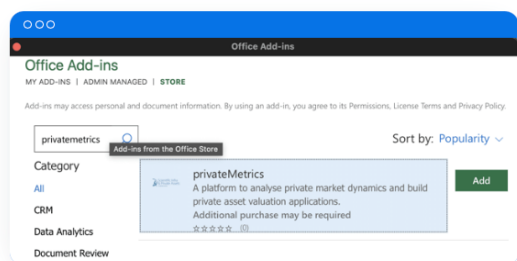 Office Add-ins
Office Add-ins
MY ADD-INS | ADMIN MANAGED | STORE
Add-ins may access personal and document information. By using an add-in, you agree to its Permissions, License Terms and Privacy Policy.
privatemetrics
Sort by: Popularity
Add-ins from the Office Store
Category
All
CRM
Data Analytics
Document Review
privateMetrics
A platform to analyse private market dynamics and build
private asset valuation applications.
Additional purchase may be required
(0)
Add